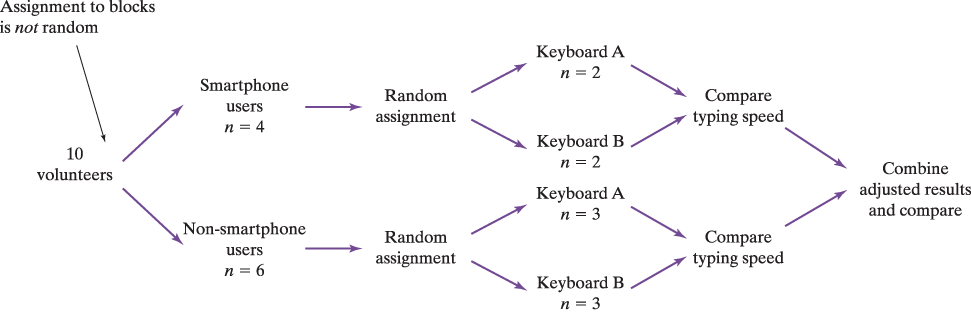 Assignment to blocks
is not random
10
volunteers
Smartphone
users
n = 4
Random
assignment
Keyboard A
n = 2
Keyboard B
n = 2
Compare
typing speed
Non-smartphone
users
n = 6
Random
assignment
Keyboard A
n = 3
Keyboard B
n = 3
Compare
typing speed
Combine
adjusted results
and compare